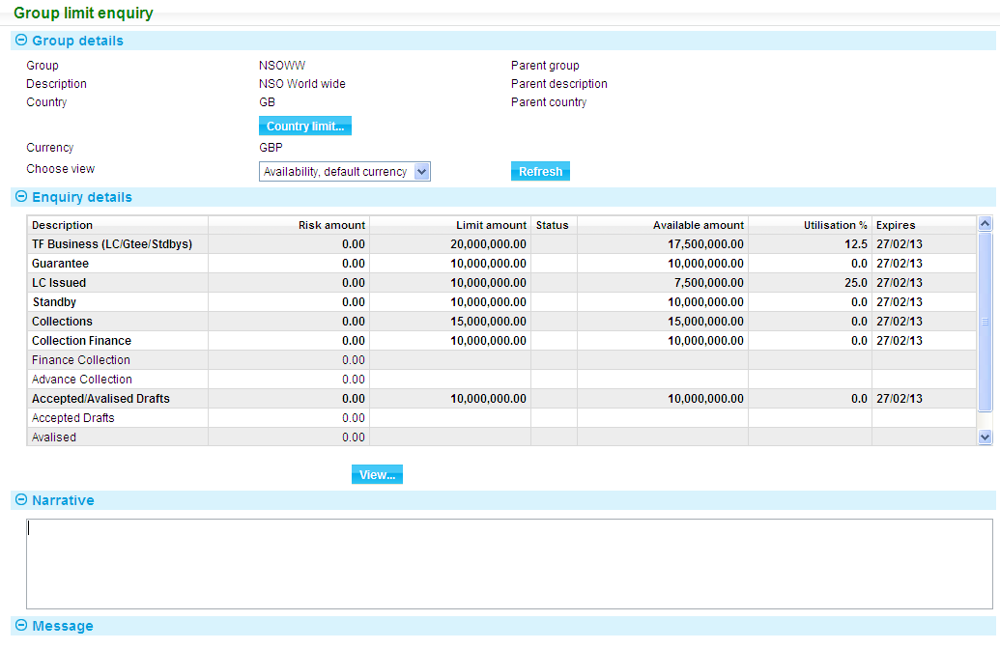 Group limit enquiry
Group details
Group NSOWW Parent group
Description NSO World wide Parent description
Country GB Parent country
Country limit...
Currency GBP
Choose view Availability, default currency Refresh
Enquiry details
Description Risk amount Limit amount Status Available amount Utilisation % Expires
TF Business (LC/Gtee/Stdbys) 0.00 20,000,000.00 17,500,000.00 12.5 27/02/13
Guarantee 0.00 10,000,000.00 10,000,000.00 0.0 27/02/13
LC Issued 0.00 10,000,000.00 7,500,000.00 25.0 27/02/13
Standby 0.00 10,000,000.00 10,000,000.00 0.0 27/02/13
Collections 0.00 15,000,000.00 15,000,000.00 0.0 27/02/13
Collection Finance 0.00 10,000,000.00 10,000,000.00 0.0 27/02/13
Finance Collection 0.00
Advance Collection 0.00
Accepted/Avalised Drafts 0.00 10,000,000.00 10,000,000.00 0.0 27/02/13
Accepted Drafts 0.00
Avalised 0.00
View...
Narrative
Message